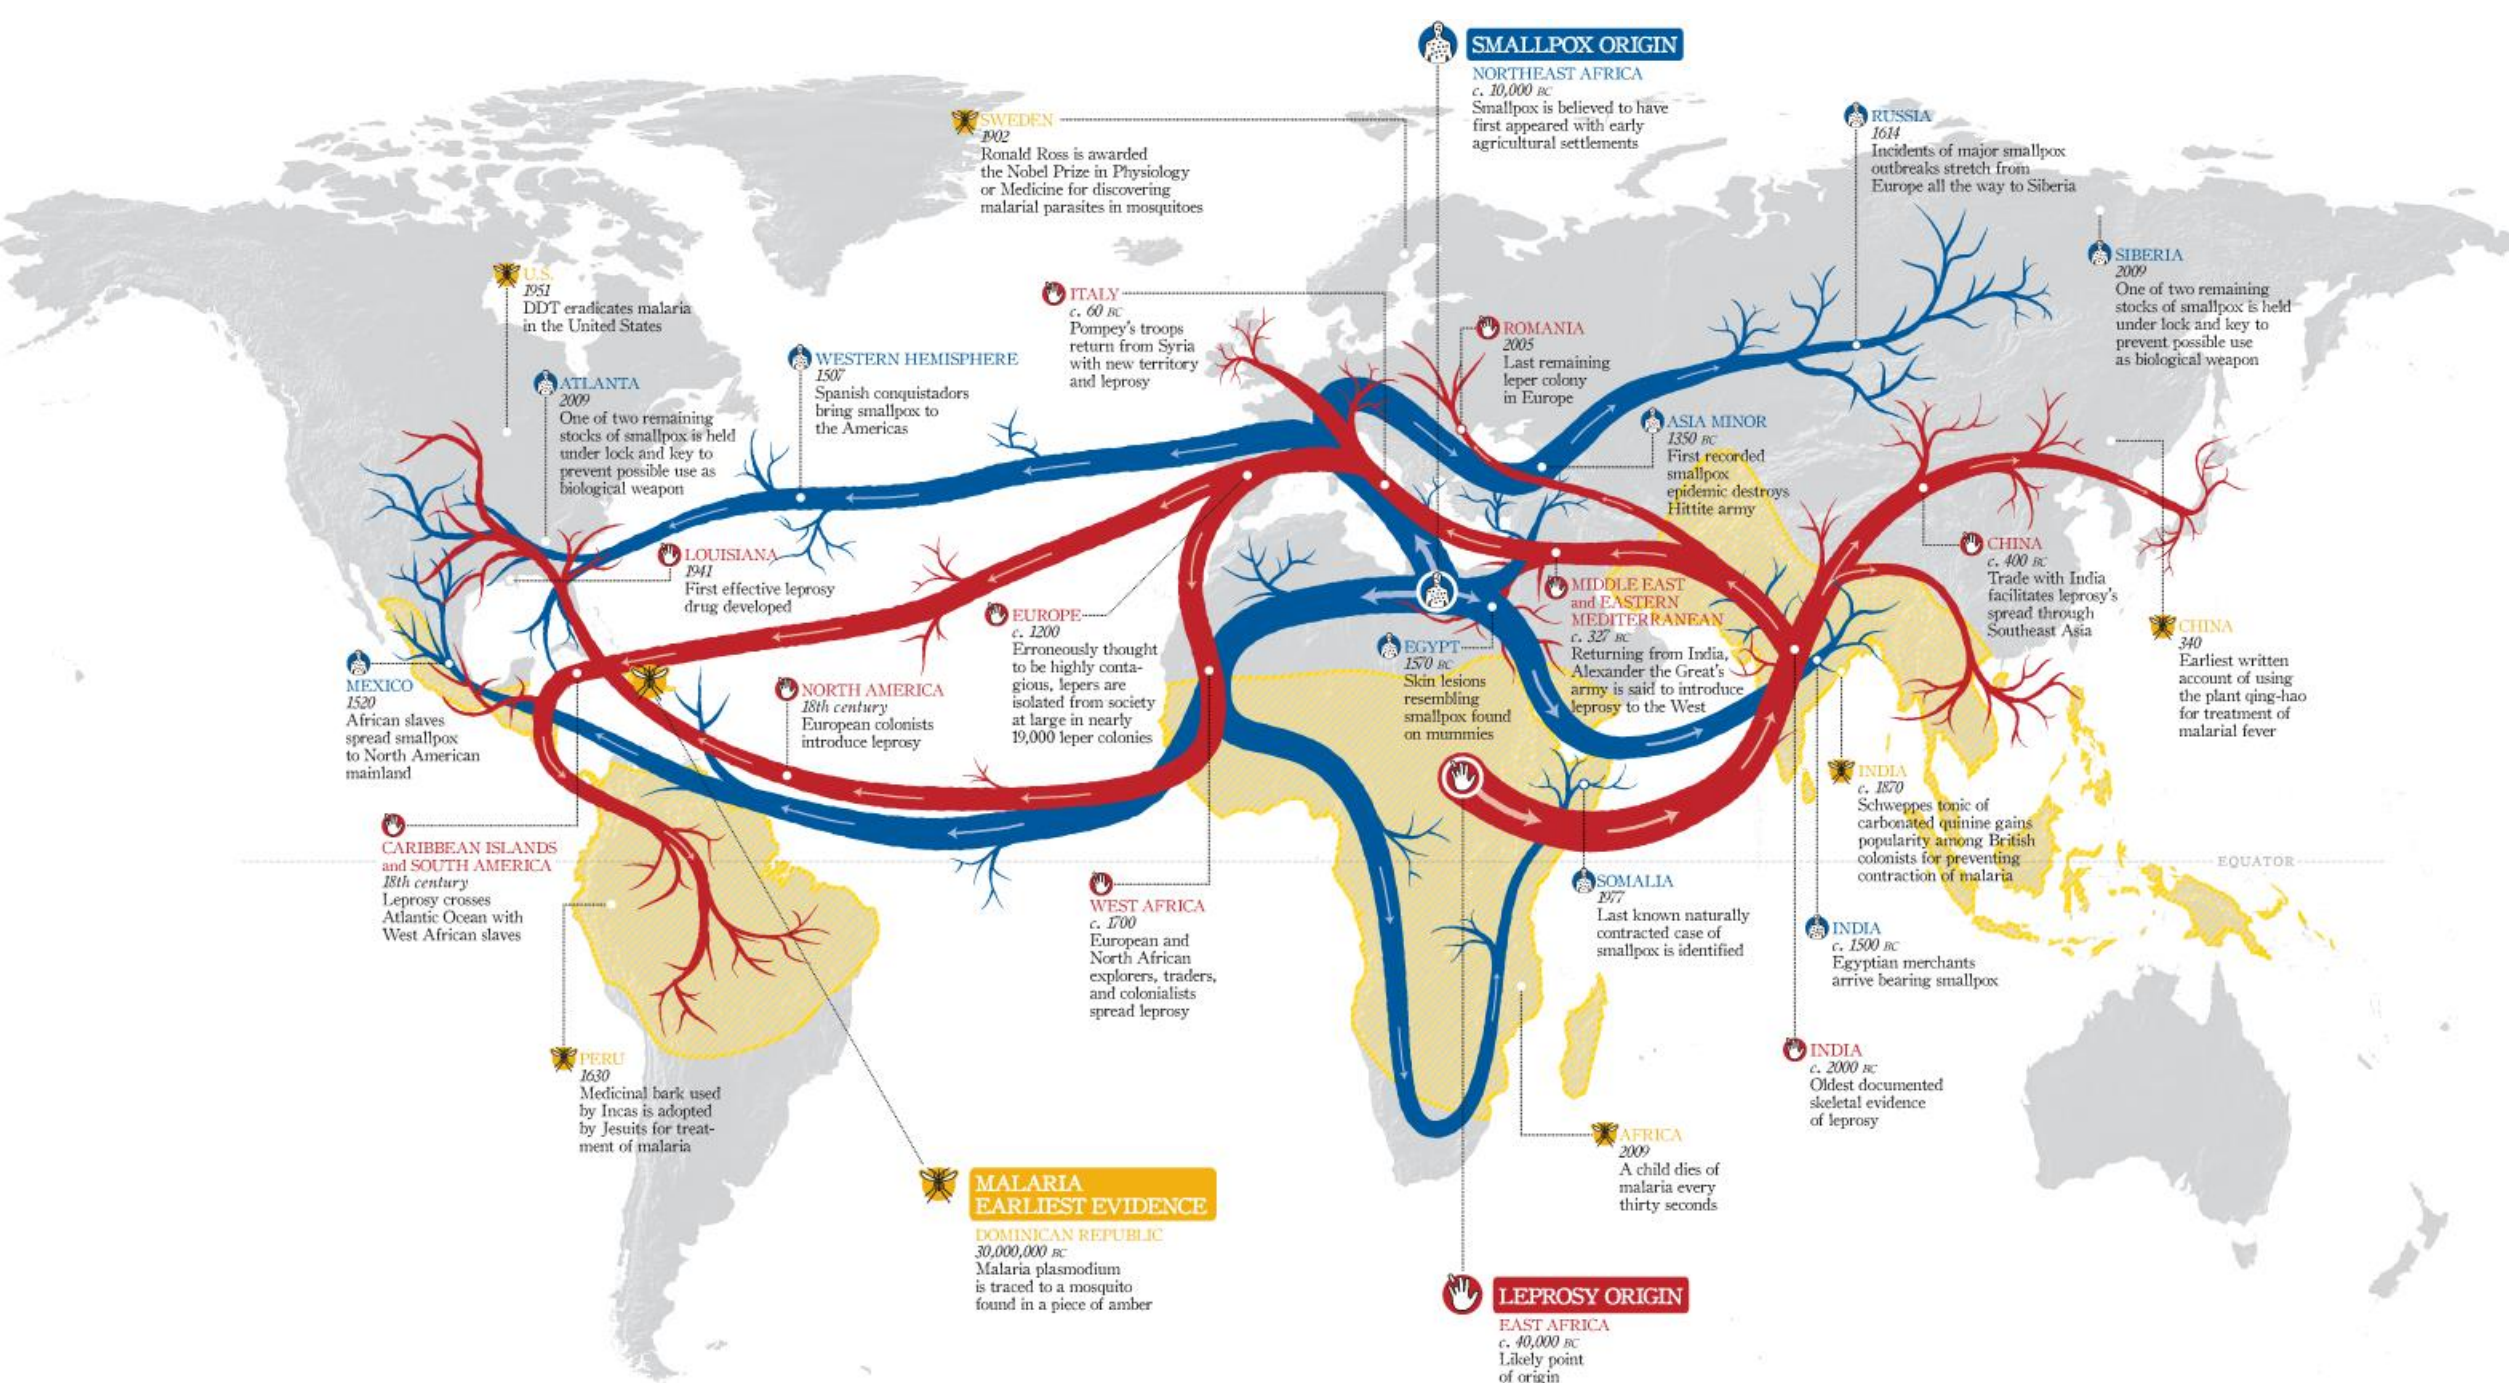 SMALLPOX ORIGIN
NORTHEAST AFRICA
c. 10,000 BC
Smallpox is believed to have
first appeared with early
agricultural settlements
SWEDEN
1902
Ronald Ross is awarded
the Nobel Prize in Physiology
or Medicine for discovering
malarial parasites in mosquitoes
RUSSIA
1614
Incidents of major smallpox
outbreaks stretch from
Europe all the way to Siberia
SIBERIA
2009
One of two remaining
stocks of smallpox is held
under lock and key to
prevent possible use
as biological weapon
U.S.
1951
DDT eradicates malaria
in the United States
ITALY
c. 60 BC
Pompey's troops
return from Syria
with new territory
and leprosy
ROMANIA
2005
Last remaining
leper colony
in Europe
WESTERN HEMISPHERE
1507
Spanish conquistadors
bring smallpox to
the Americas
ATLANTA
2009
One of two remaining
stocks of smallpox is held
under lock and key to
prevent possible use as
biological weapon
ASIA MINOR
1350 BC
First recorded
smallpox
epidemic destroys
Hittite army
LOUISIANA
1941
First effective leprosy
drug developed
CHINA
c. 400 BC
Trade with India
facilitates leprosy's
spread through
Southeast Asia
MIDDLE EAST
and EASTERN
MEDITERRANEAN
c. 327 BC
Returning from India,
Alexander the Great's
army is said to introduce
leprosy to the West
EUROPE
c. 1200
Erroneously thought
to be highly conta-
gious, lepers are
isolated from society
at large in nearly
19,000 leper colonies
CHINA
340
Earliest written
account of using
the plant qing-hao
for treatment of
malarial fever
EGYPT
1570 BC
Skin lesions
resembling
smallpox found
on mummies
MEXICO
1520
African slaves
spread smallpox
to North American
mainland
NORTH AMERICA
18th century
European colonists
introduce leprosy
INDIA
c. 1870
Schweppes tonic of
carbonated quinine gains
popularity among British
colonists for preventing
contraction of malaria
EQUATOR
CARIBBEAN ISLANDS
and SOUTH AMERICA
18th century
Leprosy crosses
Atlantic Ocean with
West African slaves
WEST AFRICA
c. 1700
European and
North African
explorers, traders,
and colonialists
spread leprosy
SOMALIA
1977
Last known naturally
contracted case of
smallpox is identified
INDIA
c. 1500 BC
Egyptian merchants
arrive bearing smallpox
INDIA
c. 2000 BC
Oldest documented
skeletal evidence
of leprosy
PERU
1630
Medicinal bark used
by Incas is adopted
by Jesuits for treat-
ment of malaria
AFRICA
2009
A child dies of
malaria every
thirty seconds
MALARIA
EARLIEST EVIDENCE
DOMINICAN REPUBLIC
30,000,000 BC
Malaria plasmodium
is traced to a mosquito
found in a piece of amber
LEPROSY ORIGIN
EAST AFRICA
c. 40,000 BC
Likely point
of origin